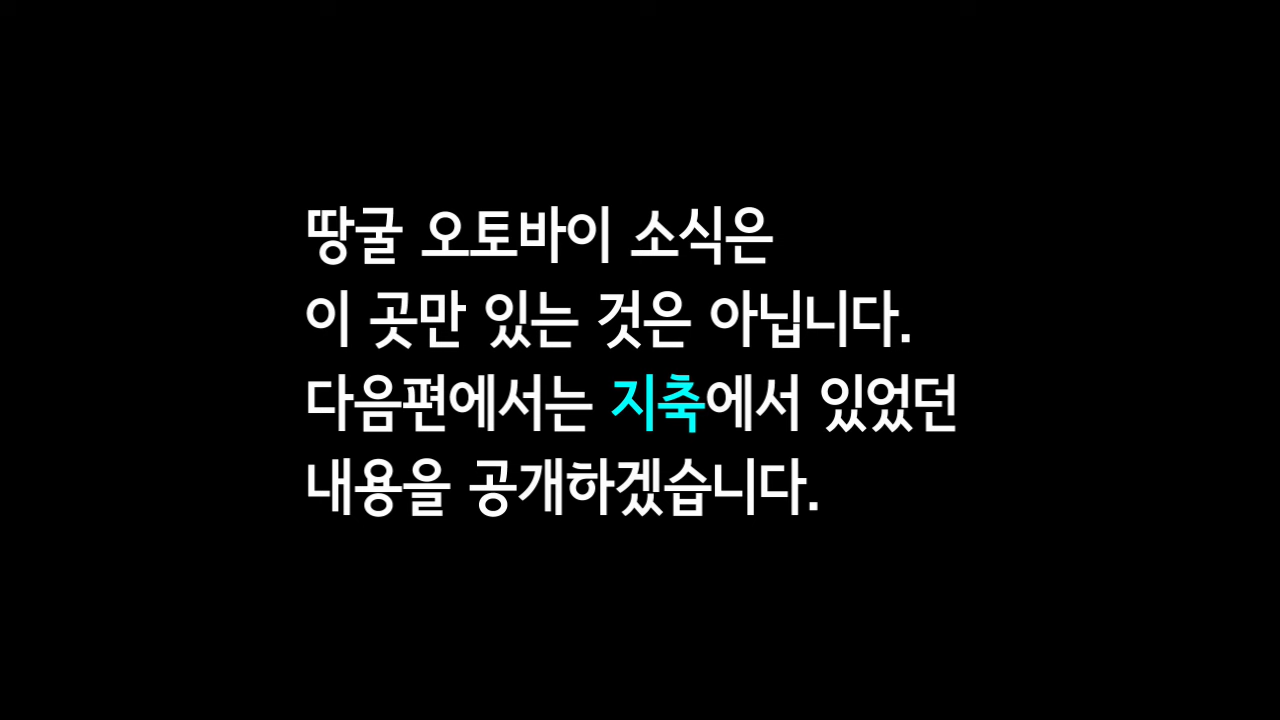 땅굴 오토바이 소식은
이 곳만 있는 것은 아닙니다.
다음편에서는 지축에서 있었던
내용을 공개하겠습니다.